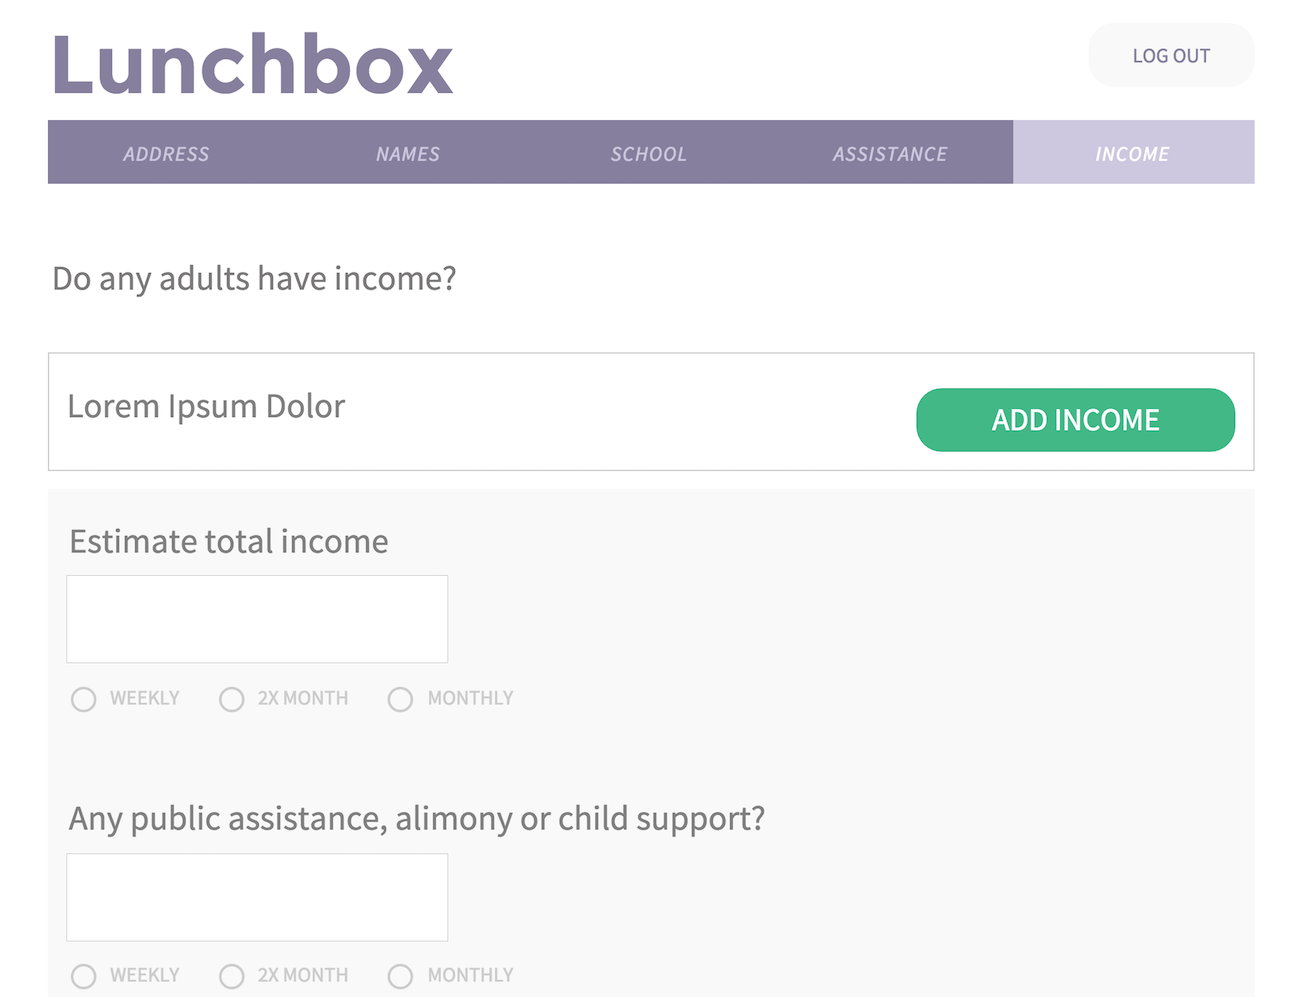 Lunchbox
LOG OUT
ADDRESS NAMES SCHOOL ASSISTANCE INCOME
Do any adults have income?
Lorem Ipsum Dolor
ADD INCOME
Estimate total income
WEEKLY 2X MONTH MONTHLY
Any public assistance, alimony or child support?
WEEKLY 2X MONTH MONTHLY